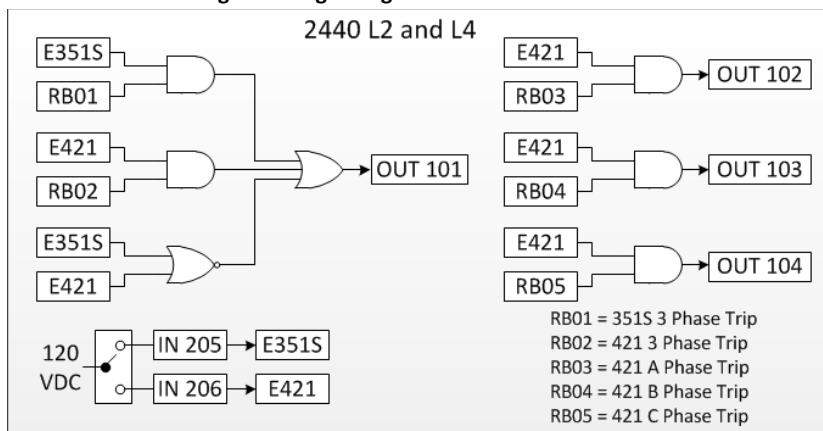 2440 L2 and L4
E351S
RB01
E421
RB02
E351S
E421
OUT 101
E421
RB03
OUT 102
E421
RB04
OUT 103
E421
RB05
OUT 104
120
VDC
IN 205
E351S
IN 206
E421
RB01 = 351S 3 Phase Trip
RB02 = 421 3 Phase Trip
RB03 = 421 A Phase Trip
RB04 = 421 B Phase Trip
RB05 = 421 C Phase Trip